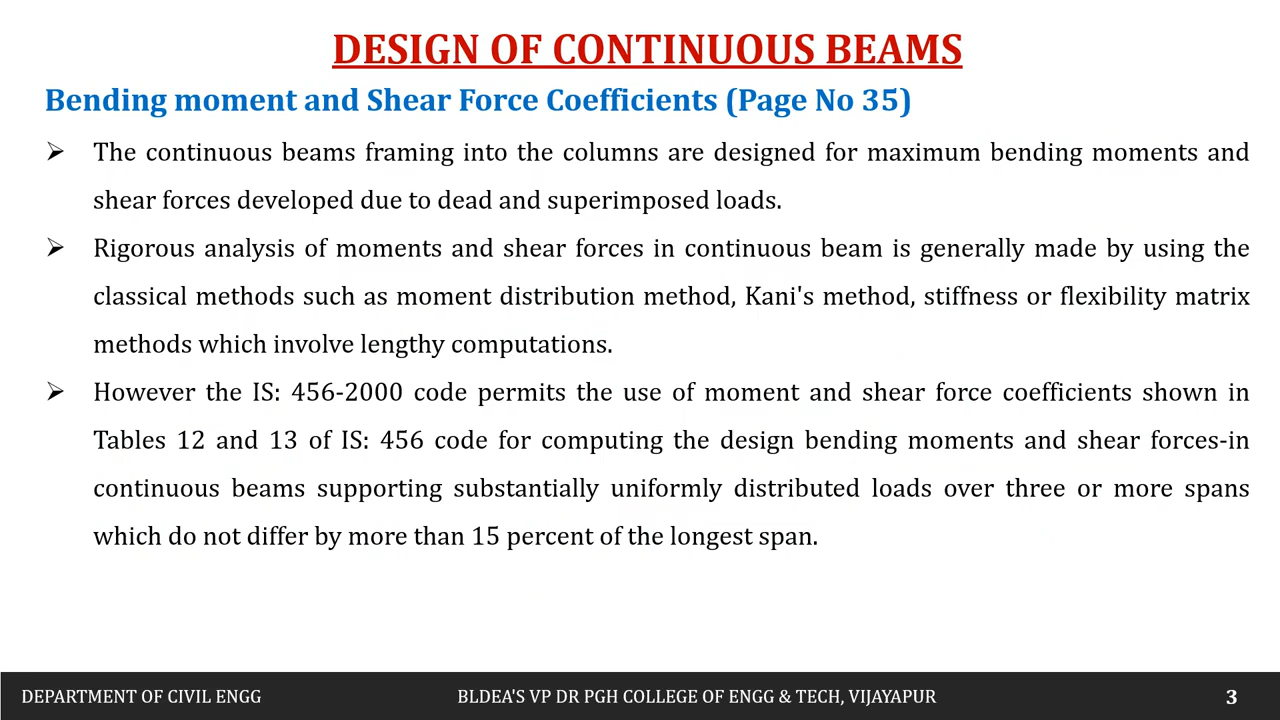 DESIGN OF CONTINUOUS BEAMS
Bending moment and Shear Force Coefficients (Page No 35)
➢ The continuous beams framing into the columns are designed for maximum bending moments and
shear forces developed due to dead and superimposed loads.
➢ Rigorous analysis of moments and shear forces in continuous beam is generally made by using the
classical methods such as moment distribution method, Kani's method, stiffness or flexibility matrix
methods which involve lengthy computations.
➢ However the IS: 456-2000 code permits the use of moment and shear force coefficients shown in
Tables 12 and 13 of IS: 456 code for computing the design bending moments and shear forces-in
continuous beams supporting substantially uniformly distributed loads over three or more spans
which do not differ by more than 15 percent of the longest span.
DEPARTMENT OF CIVIL ENGG BLDEA'S VP DR PGH COLLEGE OF ENGG & TECH, VIJAYAPUR 3